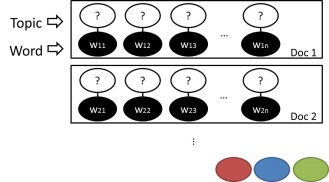 Topic ⇨ ? ? ? ... ?
Word ⇨ W11 W12 W13 W1n
Doc 1
? ? ? ... ?
W21 W22 W23 W2n
Doc 2
⋮